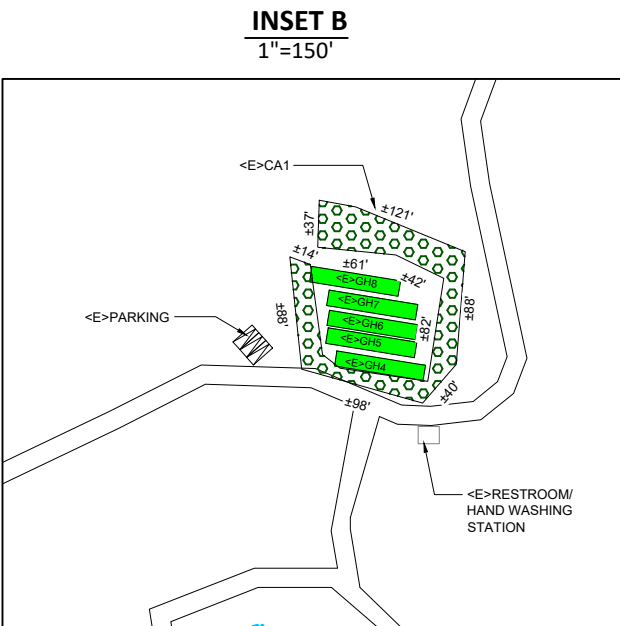 INSET B
1"=150'
<E>CA1
±121'
±37'
±14'
±61'
±42'
<E>GH8
<E>GH7
<E>GH6
<E>GH5
<E>GH4
±88'
±82'
±88'
<E>PARKING
±40'
±98'
<E>RESTROOM/
HAND WASHING
STATION